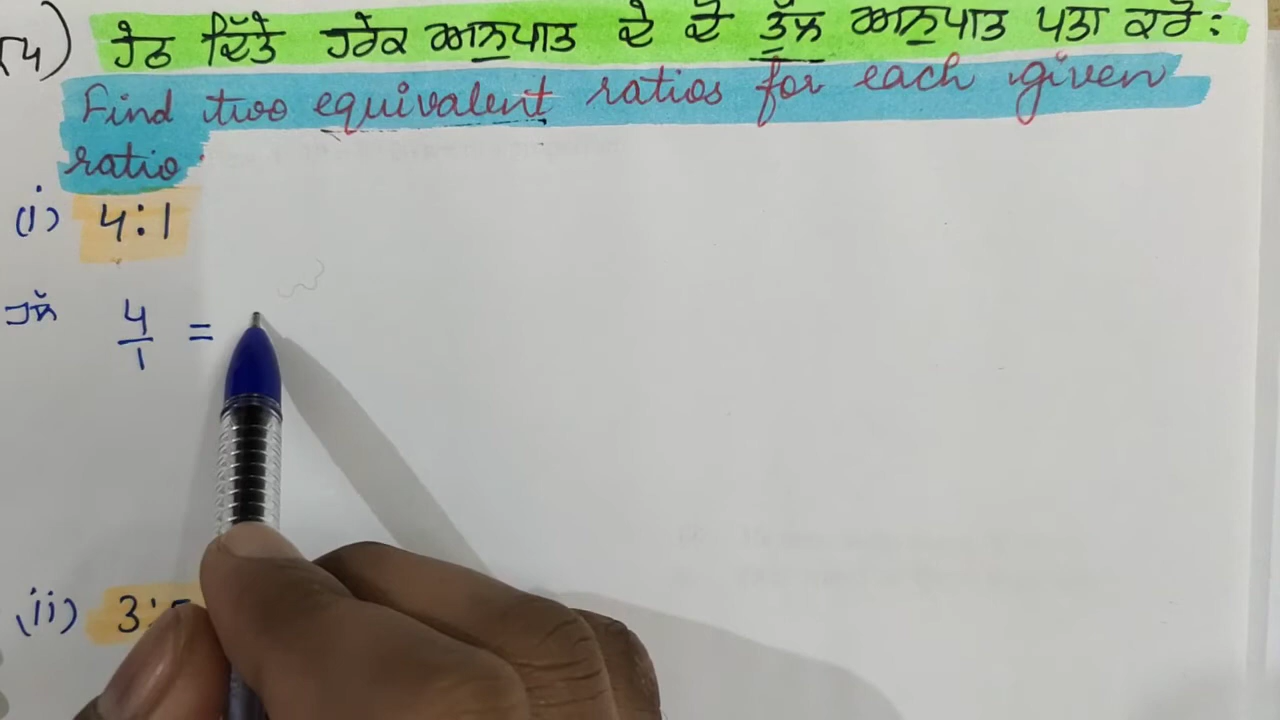 ਹੇਠ ਦਿੱਤੇ ਹਰੇਕ ਅਨੁਪਾਤ ਦੇ ਦੋ ਤੁੱਲ ਅਨੁਪਾਤ ਪਤਾ ਕਰੋ:
Find two equivalent ratios for each given
ratio.
(i) 4:1
ਹੱਲ 4/1 =
(ii) 3: